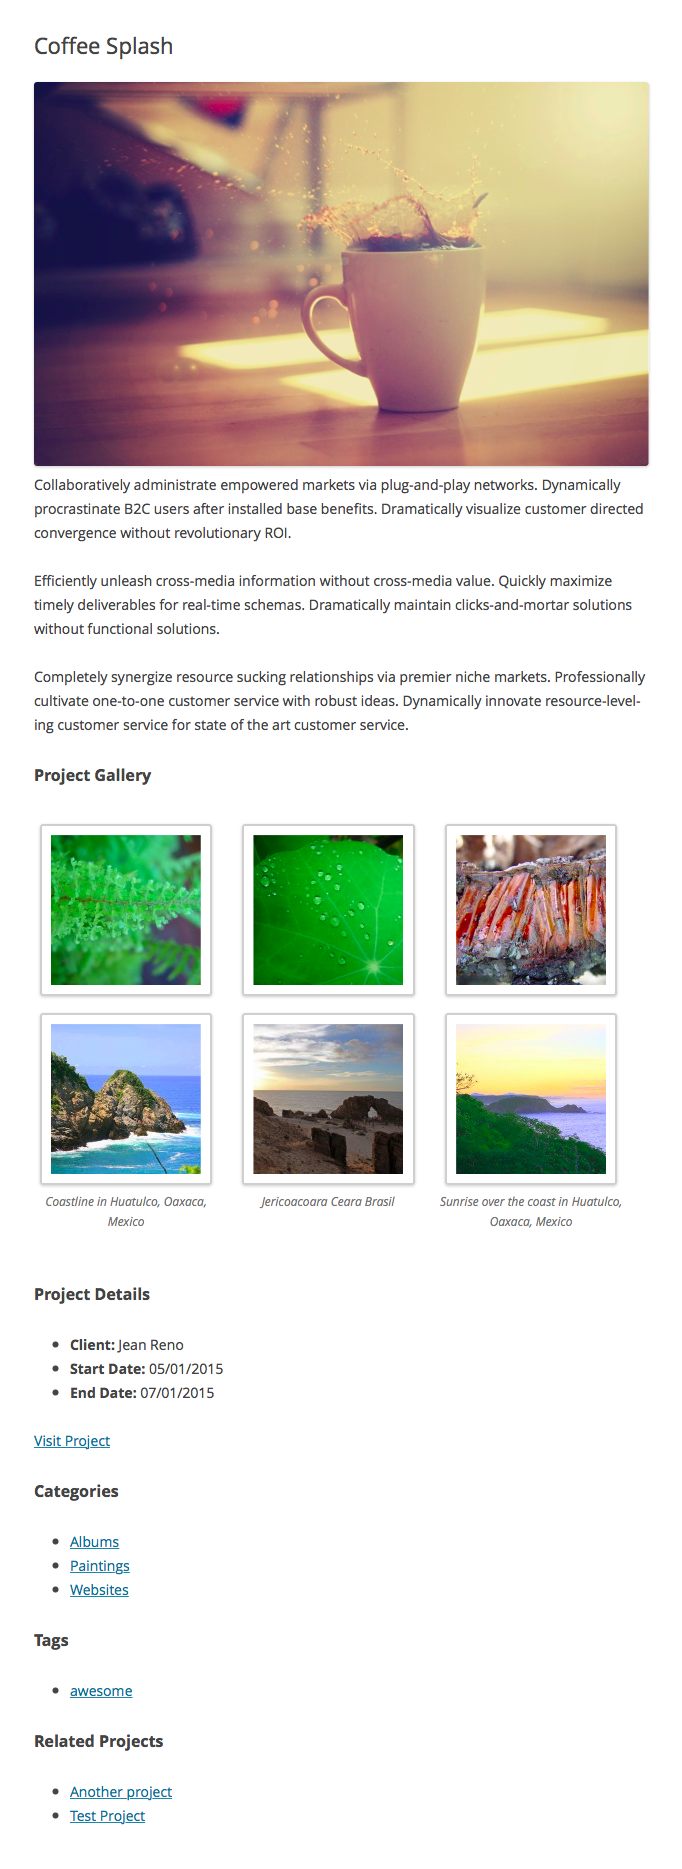 Coffee Splash
Collaboratively administrate empowered markets via plug-and-play networks. Dynamically
procrastinate B2C users after installed base benefits. Dramatically visualize customer directed
convergence without revolutionary ROI.
Efficiently unleash cross-media information without cross-media value. Quickly maximize
timely deliverables for real-time schemas. Dramatically maintain clicks-and-mortar solutions
without functional solutions.
Completely synergize resource sucking relationships via premier niche markets. Professionally
cultivate one-to-one customer service with robust ideas. Dynamically innovate resource-level-
ing customer service for state of the art customer service.
Project Gallery
Coastline in Huatulco, Oaxaca,
Mexico
Jericoacoara Ceara Brasil
Sunrise over the coast in Huatulco,
Oaxaca, Mexico
Project Details
Client: Jean Reno
Start Date: 05/01/2015
End Date: 07/01/2015
Visit Project
Categories
Albums
Paintings
Websites
Tags
awesome
Related Projects
Another project
Test Project